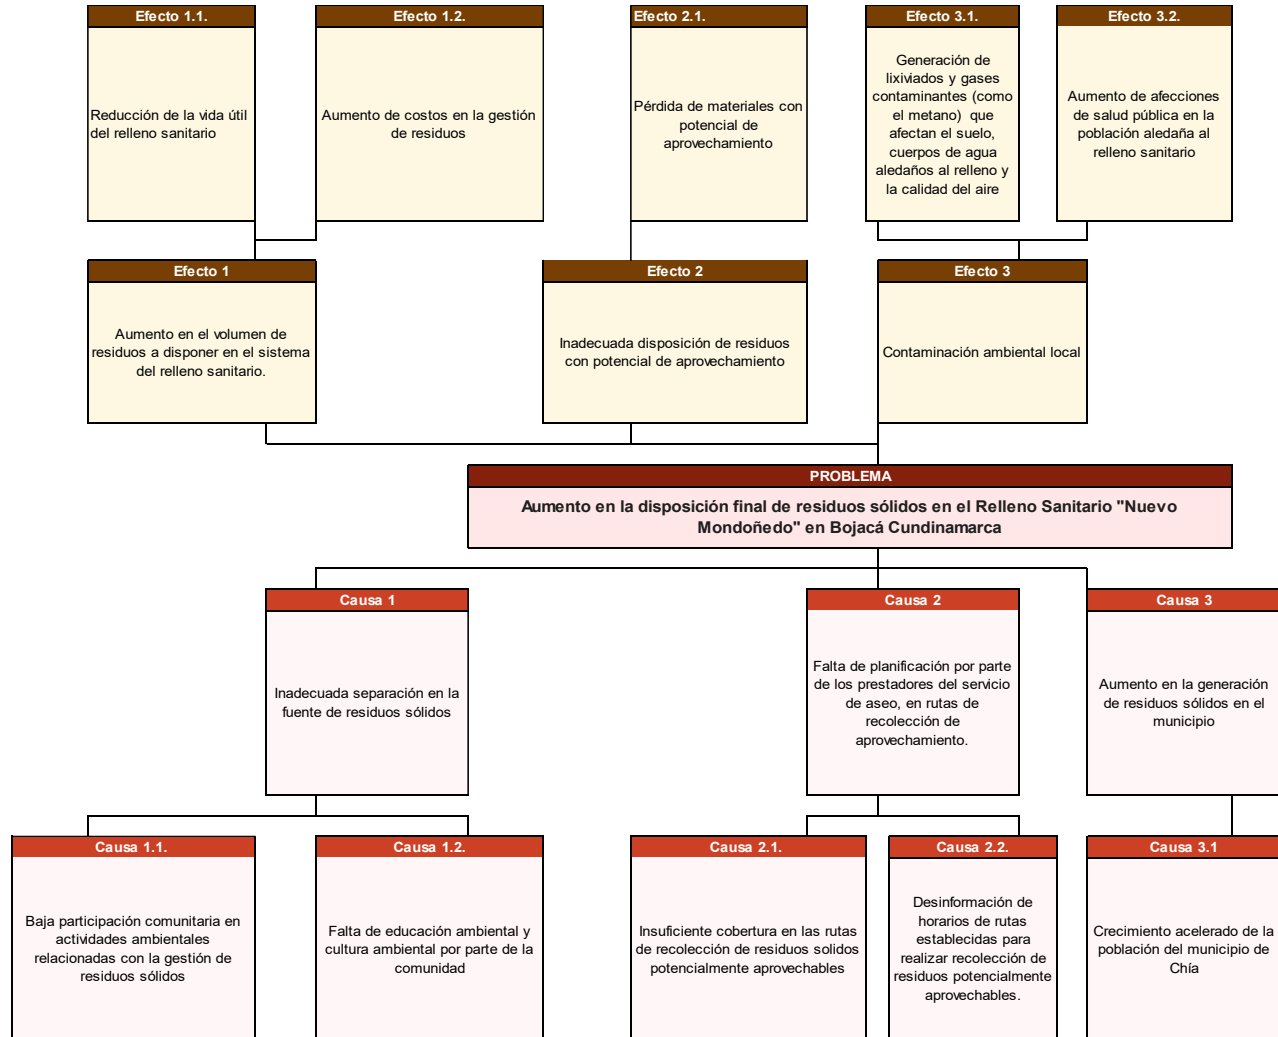 Efecto 1.1.
Reducción de la vida útil
del relleno sanitario
Efecto 1.2.
Aumento de costos en la gestión
de residuos
Efecto 2.1.
Pérdida de materiales con
potencial de
aprovechamiento
Efecto 3.1.
Generación de
lixiviados y gases
contaminantes (como
el metano) que
afectan el suelo,
cuerpos de agua
aledaños al relleno y
la calidad del aire
Efecto 3.2.
Aumento de afecciones
de salud pública en la
población aledaña al
relleno sanitario
Efecto 1
Aumento en el volumen de
residuos a disponer en el sistema
del relleno sanitario.
Efecto 2
Inadecuada disposición de residuos
con potencial de aprovechamiento
Efecto 3
Contaminación ambiental local
PROBLEMA
Aumento en la disposición final de residuos sólidos en el Relleno Sanitario "Nuevo
Mondoñedo" en Bojacá Cundinamarca
Causa 1
Inadecuada separación en la
fuente de residuos sólidos
Causa 2
Falta de planificación por parte
de los prestadores del servicio
de aseo, en rutas de
recolección de
aprovechamiento.
Causa 3
Aumento en la generación
de residuos sólidos en el
municipio
Causa 1.1.
Baja participación comunitaria en
actividades ambientales
relacionadas con la gestión de
residuos sólidos
Causa 1.2.
Falta de educación ambiental y
cultura ambiental por parte de la
comunidad
Causa 2.1.
Insuficiente cobertura en las rutas
de recolección de residuos solidos
potencialmente aprovechables
Causa 2.2.
Desinformación de
horarios de rutas
establecidas para
realizar recolección de
residuos potencialmente
aprovechables.
Causa 3.1
Crecimiento acelerado de la
población del municipio de
Chía